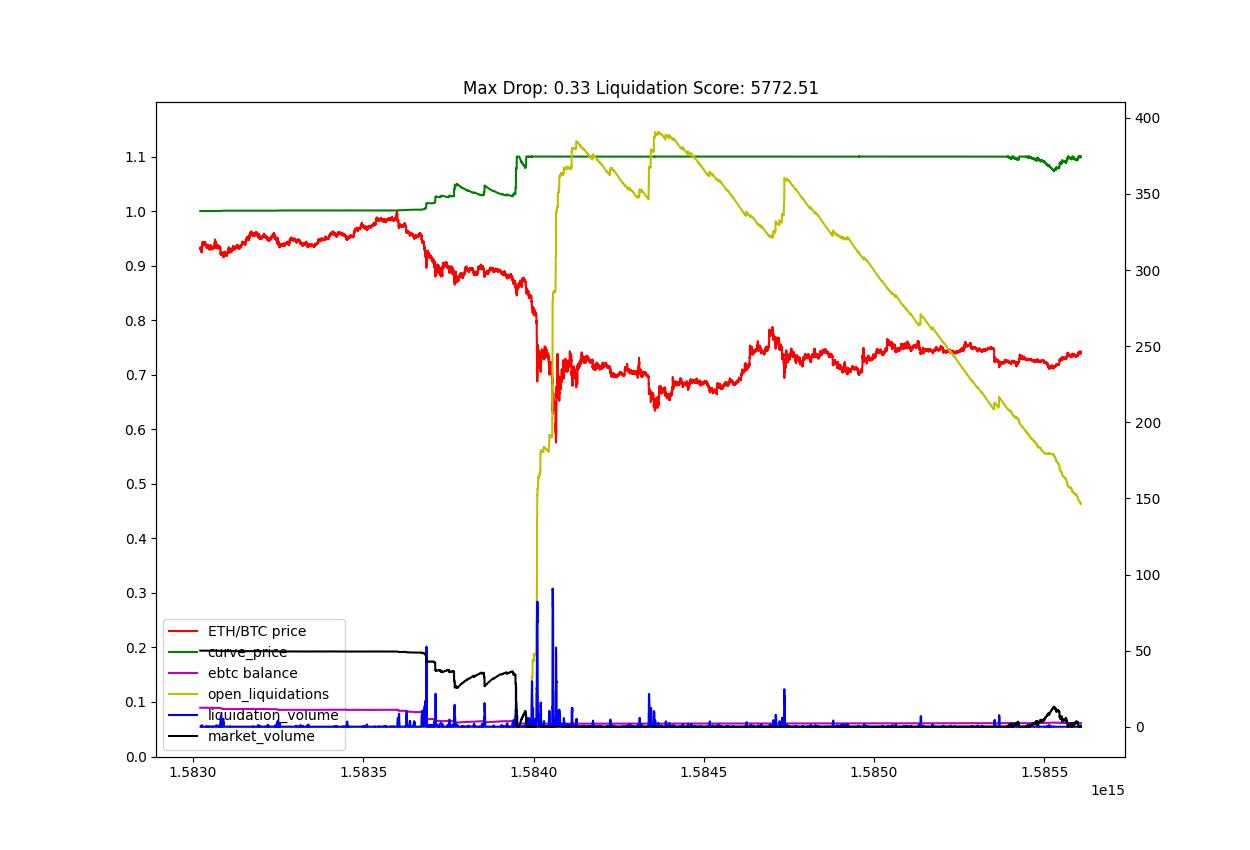 Max Drop: 0.33 Liquidation Score: 5772.51
1.1
1.0
0.9
0.8
0.7
0.6
0.5
0.4
0.3
0.2
0.1
0.0
400
350
300
250
200
150
100
50
0
ETH/BTC price
curve_price
ebtc balance
open_liquidations
liquidation_volume
market_volume
1.5830 1.5835 1.5840 1.5845 1.5850 1.5855
1e15